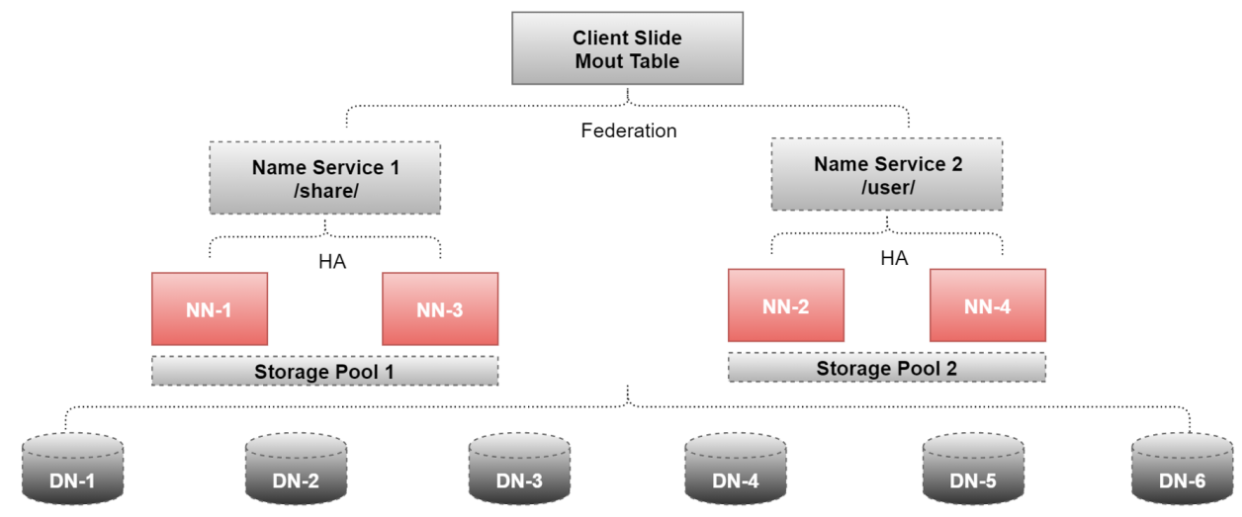 Client Slide
Mout Table
Federation
Name Service 1
/share/
Name Service 2
/user/
HA
HA
NN-1
NN-3
NN-2
NN-4
Storage Pool 1
Storage Pool 2
DN-1
DN-2
DN-3
DN-4
DN-5
DN-6